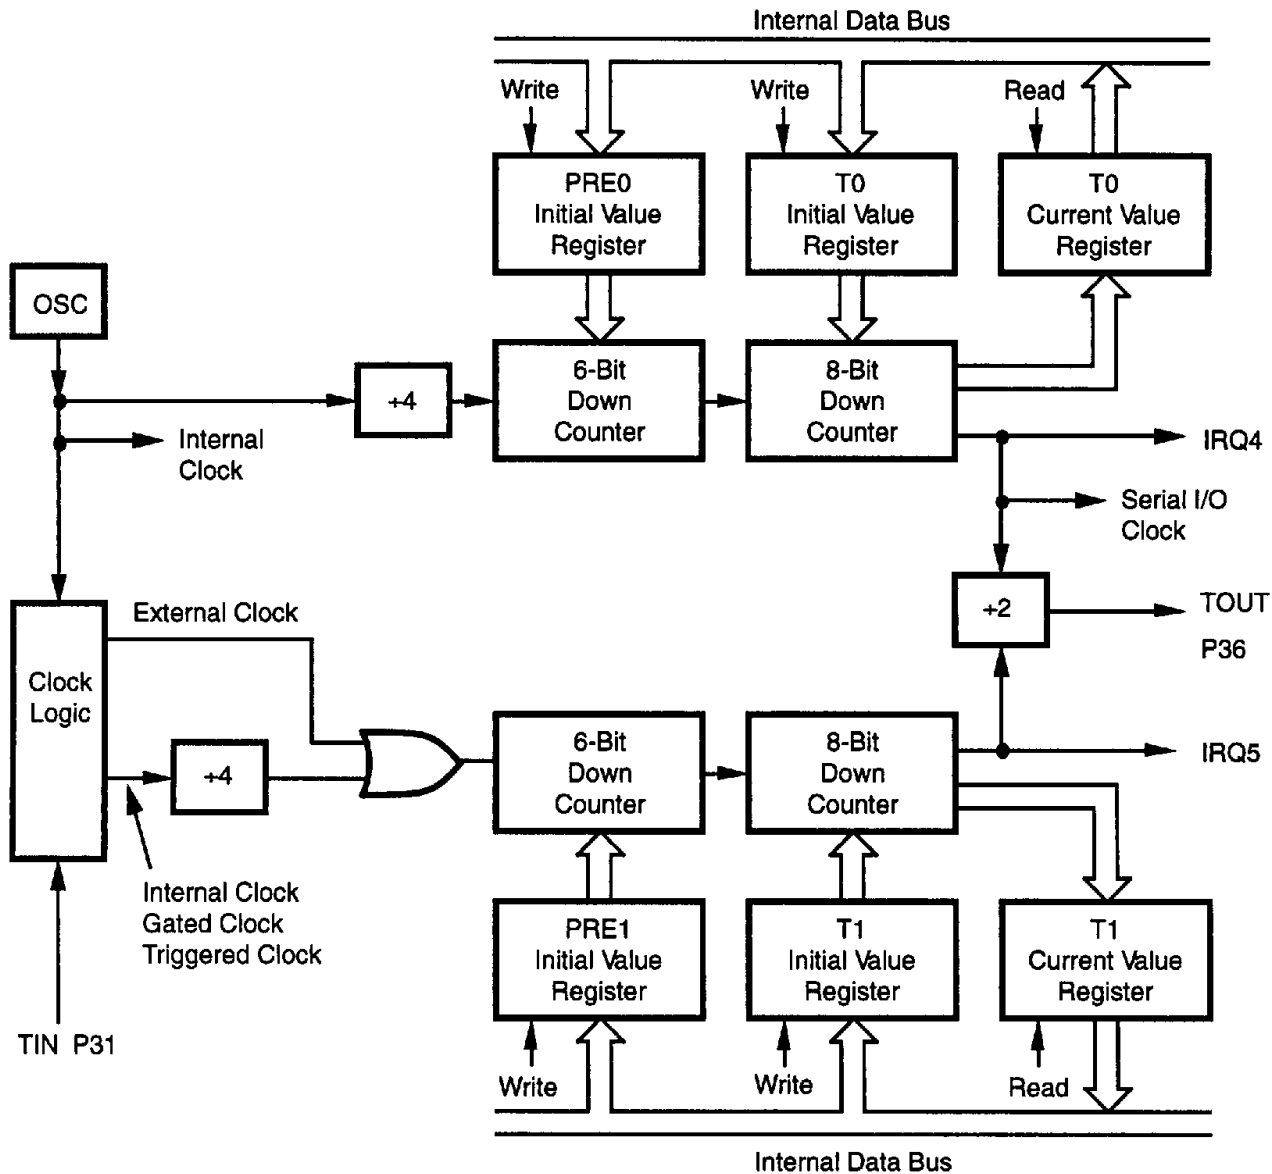 Internal Data Bus
Write
Write
Read
PRE0
Initial Value
Register
T0
Initial Value
Register
T0
Current Value
Register
OSC
÷4
6-Bit
Down
Counter
8-Bit
Down
Counter
Internal
Clock
IRQ4
Serial I/O
Clock
÷2
TOUT
P36
External Clock
Clock
Logic
÷4
6-Bit
Down
Counter
8-Bit
Down
Counter
IRQ5
Internal Clock
Gated Clock
Triggered Clock
PRE1
Initial Value
Register
T1
Initial Value
Register
T1
Current Value
Register
TIN P31
Write
Write
Read
Internal Data Bus